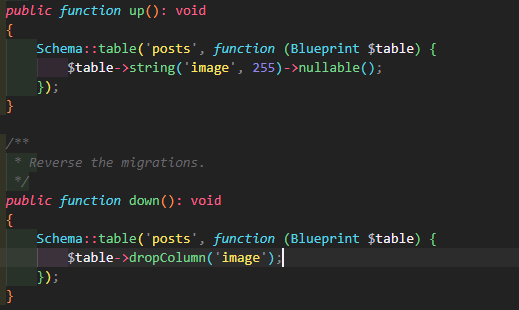 public function up(): void
{
    Schema::table('posts', function (Blueprint $table) {
        $table->string('image', 255)->nullable();
    });
}
/**
 * Reverse the migrations.
 */
public function down(): void
{
    Schema::table('posts', function (Blueprint $table) {
        $table->dropColumn('image');
    });
}